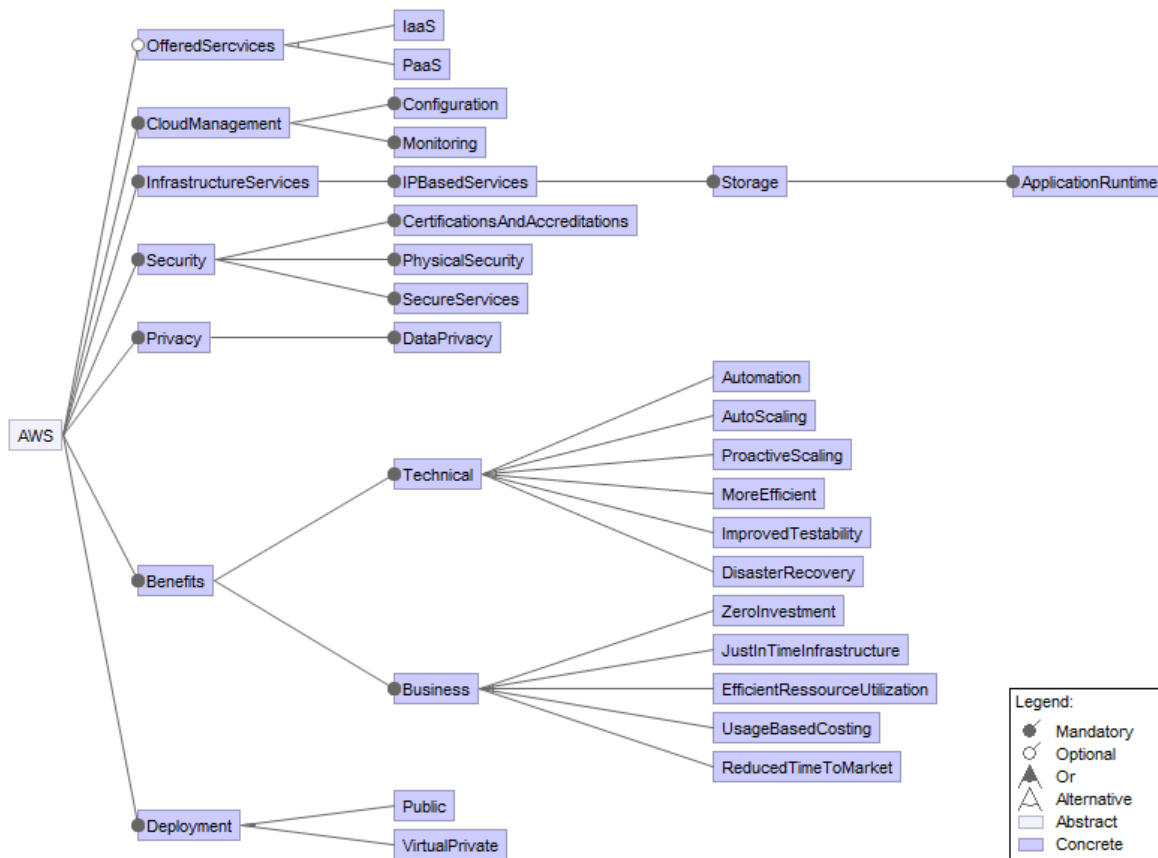 OfferedSercvices
IaaS
PaaS
CloudManagement
Configuration
Monitoring
InfrastructureServices
IPBasedServices
Storage
ApplicationRuntime
Security
CertificationsAndAccreditations
PhysicalSecurity
SecureServices
Privacy
DataPrivacy
AWS
Benefits
Technical
Automation
AutoScaling
ProactiveScaling
MoreEfficient
ImprovedTestability
DisasterRecovery
Business
ZeroInvestment
JustInTimeInfrastructure
EfficientRessourceUtilization
UsageBasedCosting
ReducedTimeToMarket
Deployment
Public
VirtualPrivate
Legend:
Mandatory
Optional
Or
Alternative
Abstract
Concrete